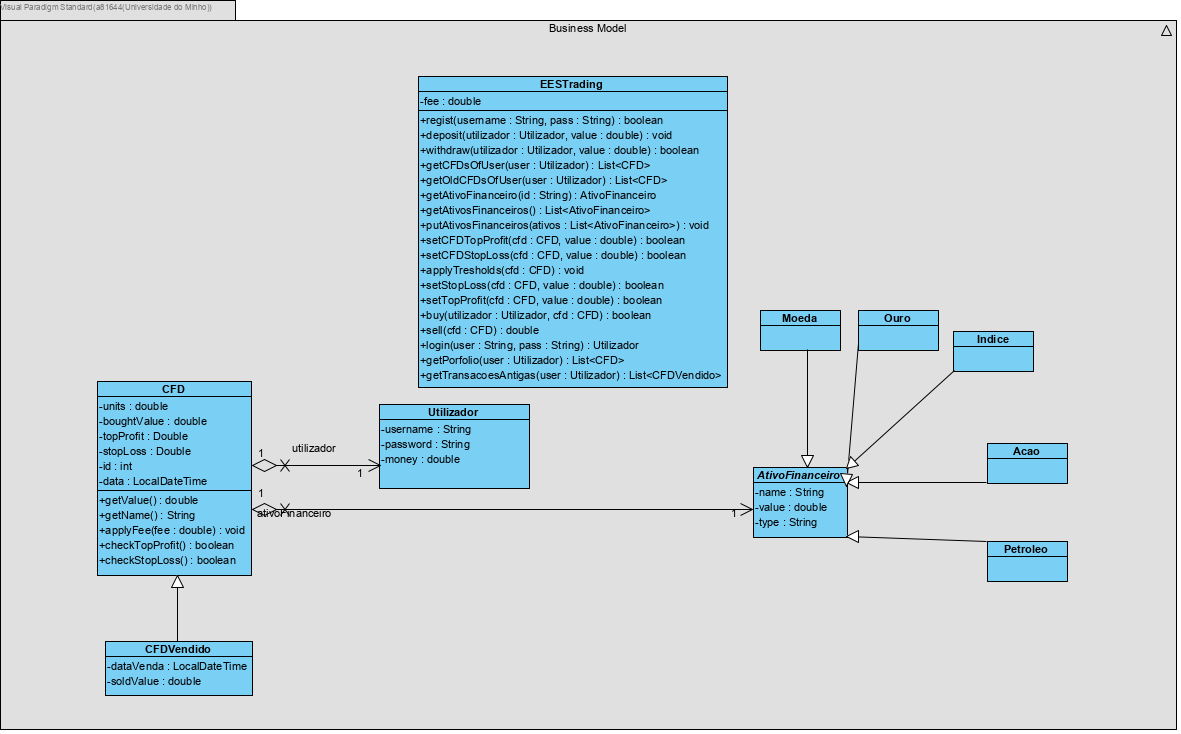 Visual Paradigm Standard(a81644(Universidade do Minho))
Business Model
EESTrading
-fee : double
+regist(username : String, pass : String) : boolean
+deposit(utilizador : Utilizador, value : double) : void
+withdraw(utilizador : Utilizador, value : double) : boolean
+getCFDsOfUser(user : Utilizador) : List<CFD>
+getOldCFDsOfUser(user : Utilizador) : List<CFD>
+getAtivoFinanceiro(id : String) : AtivoFinanceiro
+getAtivosFinanceiros() : List<AtivoFinanceiro>
+putAtivosFinanceiros(ativos : List<AtivoFinanceiro>) : void
+setCFDTopProfit(cfd : CFD, value : double) : boolean
+setCFDStopLoss(cfd : CFD, value : double) : boolean
+applyTresholds(cfd : CFD) : void
+setStopLoss(cfd : CFD, value : double) : boolean
+setTopProfit(cfd : CFD, value : double) : boolean
+buy(utilizador : Utilizador, cfd : CFD) : boolean
+sell(cfd : CFD) : double
+login(user : String, pass : String) : Utilizador
+getPorfolio(user : Utilizador) : List<CFD>
+getTransacoesAntigas(user : Utilizador) : List<CFDVendido>
Moeda
Ouro
Indice
Acao
Petroleo
AtivoFinanceiro
-name : String
-value : double
-type : String
CFD
-units : double
-boughtValue : double
-topProfit : Double
-stopLoss : Double
-id : int
-data : LocalDateTime
+getValue() : double
+getName() : String
+applyFee(fee : double) : void
+checkTopProfit() : boolean
+checkStopLoss() : boolean
1
utilizador
1
Utilizador
-username : String
-password : String
-money : double
1
ativoFinanceiro
1
CFDVendido
-dataVenda : LocalDateTime
-soldValue : double